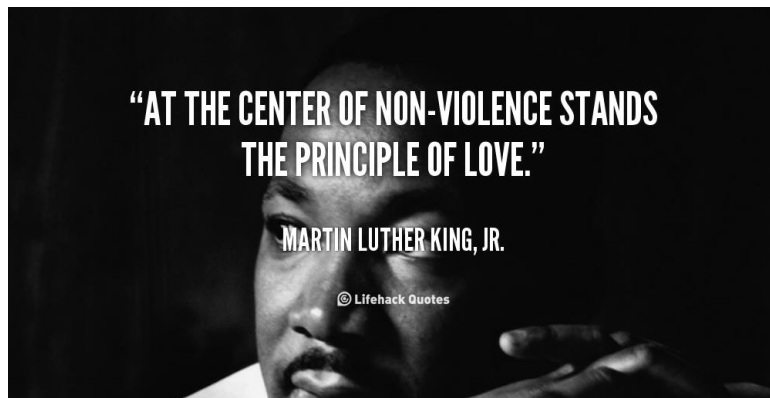 “AT THE CENTER OF NON-VIOLENCE STANDS
THE PRINCIPLE OF LOVE.”
MARTIN LUTHER KING, JR.
Lifehack Quotes